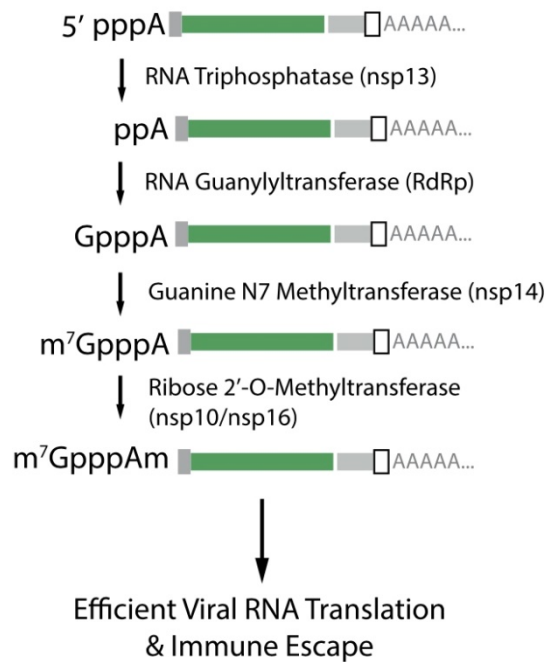 5′ pppA AAAAA...
RNA Triphosphatase (nsp13)
ppA AAAAA...
RNA Guanylyltransferase (RdRp)
GpppA AAAAA...
Guanine N7 Methyltransferase (nsp14)
m⁷GpppA AAAAA...
Ribose 2′-O-Methyltransferase
(nsp10/nsp16)
m⁷GpppAm AAAAA...
Efficient Viral RNA Translation
& Immune Escape